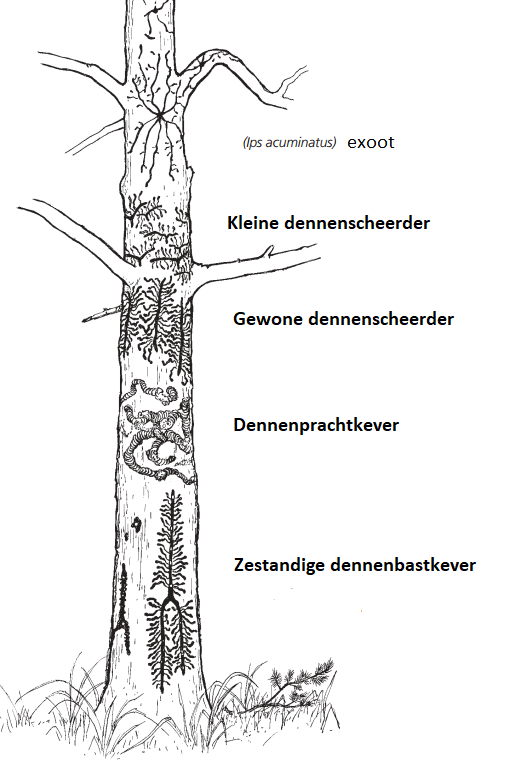 (Ips acuminatus) exoot
Kleine dennenscheerder
Gewone dennenscheerder
Dennenprachtkever
Zestandige dennenbastkever